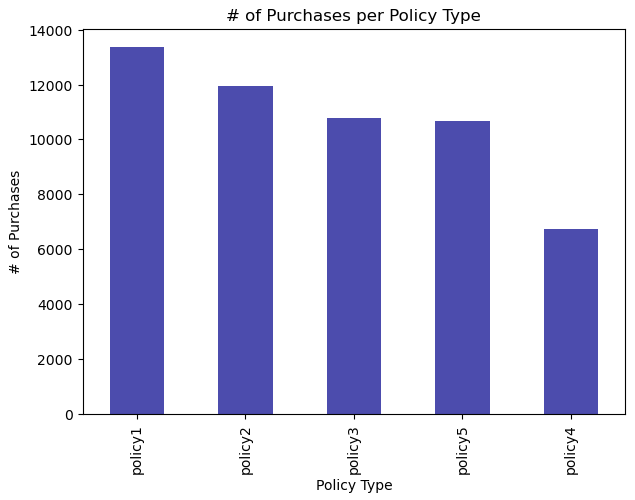 # of Purchases per Policy Type
14000
12000
10000
8000
6000
4000
2000
0
# of Purchases
policy1
policy2
policy3
policy5
policy4
Policy Type